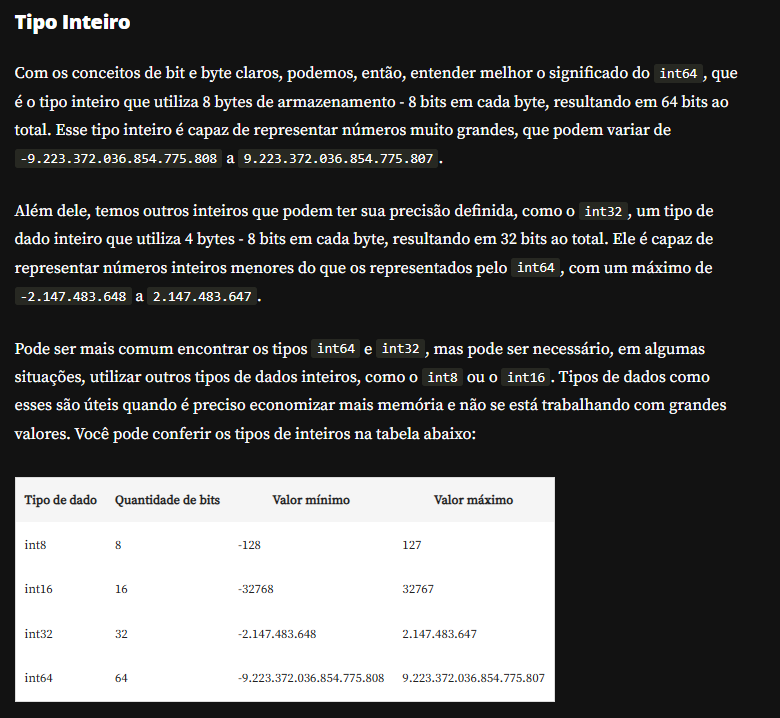 Tipo Inteiro
Com os conceitos de bit e byte claros, podemos, então, entender melhor o significado do int64, que
é o tipo inteiro que utiliza 8 bytes de armazenamento - 8 bits em cada byte, resultando em 64 bits ao
total. Esse tipo inteiro é capaz de representar números muito grandes, que podem variar de
-9.223.372.036.854.775.808 a 9.223.372.036.854.775.807.
Além dele, temos outros inteiros que podem ter sua precisão definida, como o int32, um tipo de
dado inteiro que utiliza 4 bytes - 8 bits em cada byte, resultando em 32 bits ao total. Ele é capaz de
representar números inteiros menores do que os representados pelo int64, com um máximo de
-2.147.483.648 a 2.147.483.647.
Pode ser mais comum encontrar os tipos int64 e int32, mas pode ser necessário, em algumas
situações, utilizar outros tipos de dados inteiros, como o int8 ou o int16. Tipos de dados como
esses são úteis quando é preciso economizar mais memória e não se está trabalhando com grandes
valores. Você pode conferir os tipos de inteiros na tabela abaixo:
Tipo de dado Quantidade de bits Valor mínimo Valor máximo
int8 8 -128 127
int16 16 -32768 32767
int32 32 -2.147.483.648 2.147.483.647
int64 64 -9.223.372.036.854.775.808 9.223.372.036.854.775.807